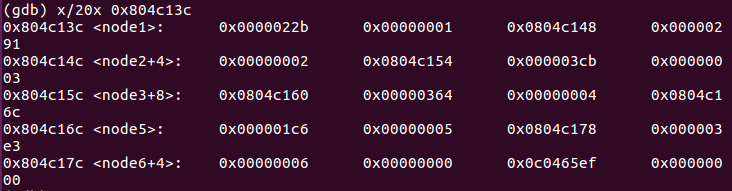 (gdb) x/20x 0x804c13c
0x804c13c <node1>:      0x0000022b      0x00000001      0x0804c148      0x000002
91
0x804c14c <node2+4>:    0x00000002      0x0804c154      0x000003cb      0x000000
03
0x804c15c <node3+8>:    0x0804c160      0x00000364      0x00000004      0x0804c1
6c
0x804c16c <node5>:      0x000001c6      0x00000005      0x0804c178      0x000003
e3
0x804c17c <node6+4>:    0x00000006      0x00000000      0x0c0465ef      0x000000
00